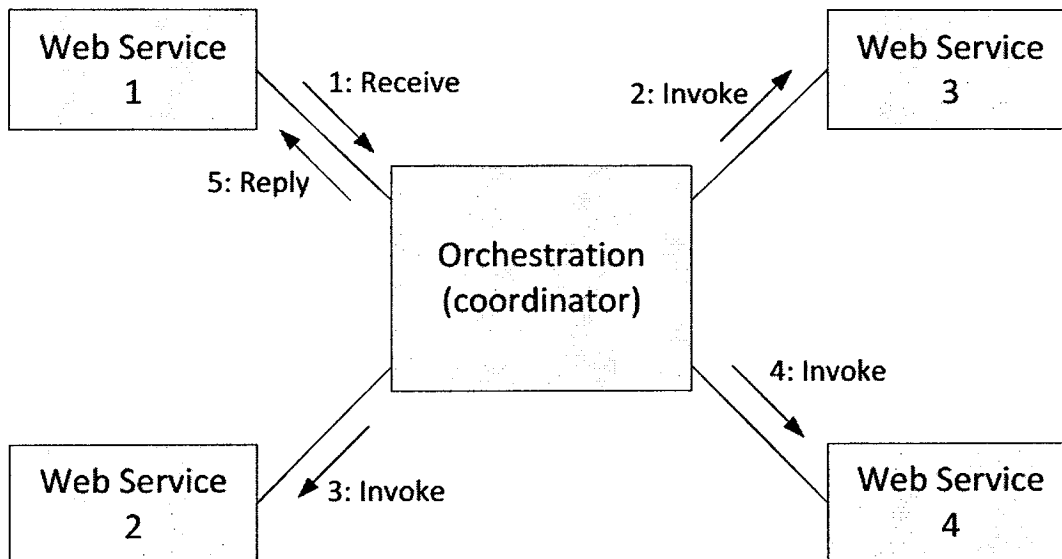 Web Service
1
1: Receive
5: Reply
2: Invoke
Web Service
3
Orchestration
(coordinator)
Web Service
2
3: Invoke
4: Invoke
Web Service
4